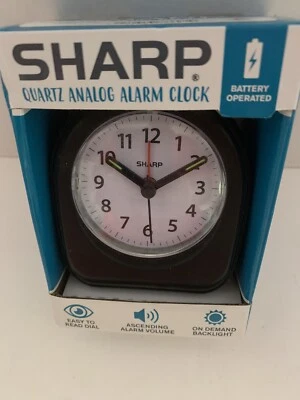 SHARP®
QUARTZ ANALOG ALARM CLOCK
BATTERY
OPERATED
12
11
1
10
2
SHARP
9
3
8
4
7
5
6
EASY TO
READ DIAL
ASCENDING
ALARM VOLUME
ON DEMAND
BACKLIGHT